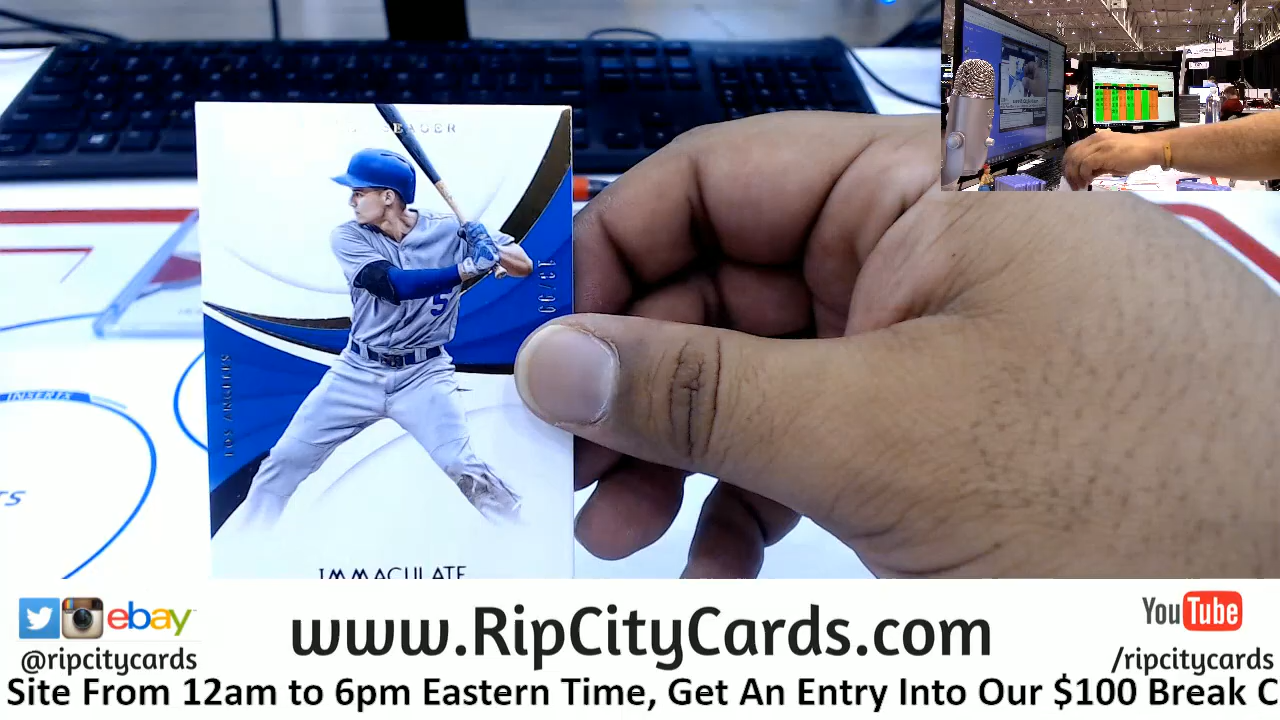 SEAGER
5
LOS ANGELES
IMMACULATE
INSERTS
ebay
@ripcitycards
www.RipCityCards.com
YouTube
/ripcitycards
Site From 12am to 6pm Eastern Time, Get An Entry Into Our $100 Break C